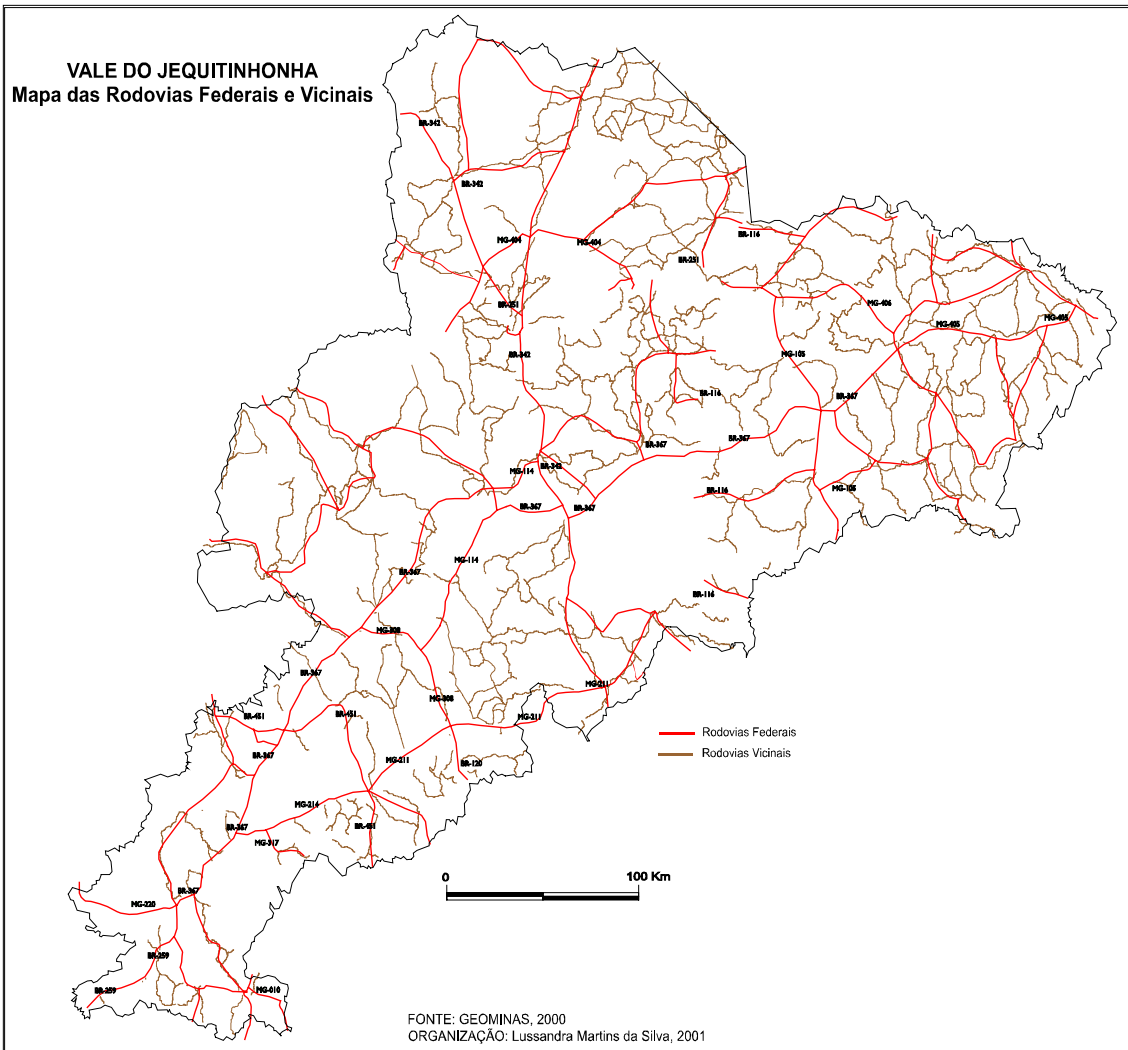 VALE DO JEQUITINHONHA
Mapa das Rodovias Federais e Vicinais
BR-342
BR-342
MG-404
MG-404
BR-116
BR-251
BR-251
MG-406
MG-405
MG-405
BR-342
MG-105
BR-116
BR-367
BR-367
BR-367
BR-342
MG-114
BR-116
MG-105
BR-367
BR-367
MG-114
BR-367
BR-116
MG-308
BR-367
MG-211
MG-308
BR-451
BR-451
MG-211
Rodovias Federais
Rodovias Vicinais
BR-367
MG-211
BR-120
MG-214
BR-367
BR-451
MG-317
0 100 Km
BR-367
MG-220
BR-259
BR-259
MG-010
FONTE: GEOMINAS, 2000
ORGANIZAÇÃO: Lussandra Martins da Silva, 2001